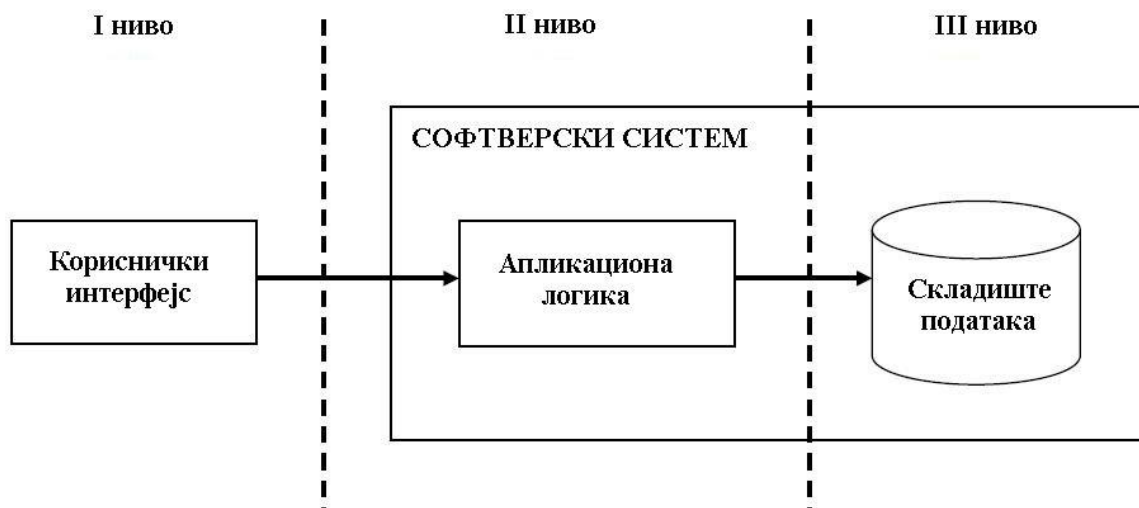 I ниво
II ниво
III ниво
СОФТВЕРСКИ СИСТЕМ
Кориснички
интерфејс
Апликациона
логика
Складиште
података